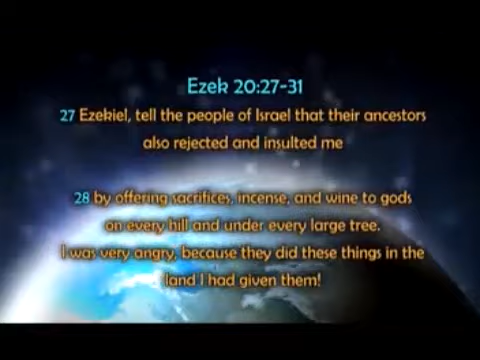 Ezek 20:27-31
27 Ezekiel, tell the people of Israel that their ancestors
also rejected and insulted me
28 by offering sacrifices, incense, and wine to gods
on every hill and under every large tree.
I was very angry, because they did these things in the
land I had given them!